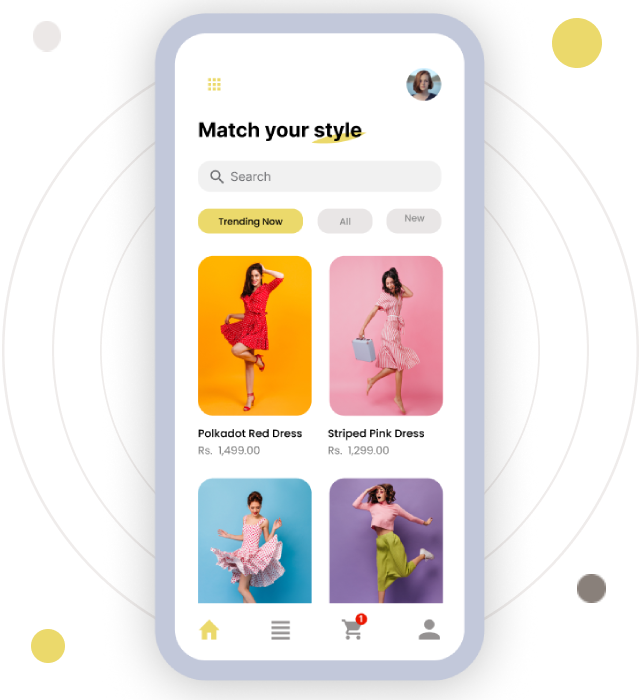 Match your style
Search
Trending Now
All
New
Polkadot Red Dress
Striped Pink Dress
Rs. 1,499.00
Rs. 1,299.00
1